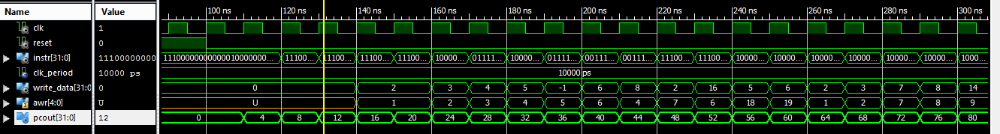 Name Value 100 ns 120 ns 140 ns 160 ns 180 ns 200 ns 220 ns 240 ns 260 ns 280 ns 300 ns
clk 1
reset 0
instr[31:0] 11100000000 111000000000000010000000... 11100... 11100... 11100... 11100... 10000... 01111... 10000... 01111... 00111... 00111... 11100... 10000... 10000... 10000... 10000... 10000... 1000...
clk_period 10000 ps 10000 ps
write_data[31:0 0 0 2 3 4 5 -1 6 8 2 16 5 6 2 3 7 8 14
awr[4:0] U U 1 2 3 4 5 6 4 7 6 18 19 1 2 7 8 9
pcout[31:0] 12 0 4 8 12 16 20 24 28 32 36 40 44 48 52 56 60 64 68 72 76 80